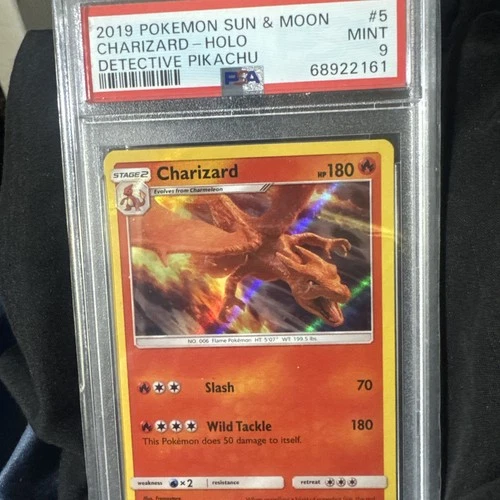 2019 POKEMON SUN & MOON #5
CHARIZARD - HOLO MINT
DETECTIVE PIKACHU 9
PSA 68922161
STAGE 2 Charizard HP 180
Evolves from Charmeleon
NO. 006 Flame Pokémon HT: 5'07" WT: 199.5 lbs.
Slash 70
Wild Tackle 180
This Pokémon does 50 damage to itself.
weakness ×2 resistance retreat